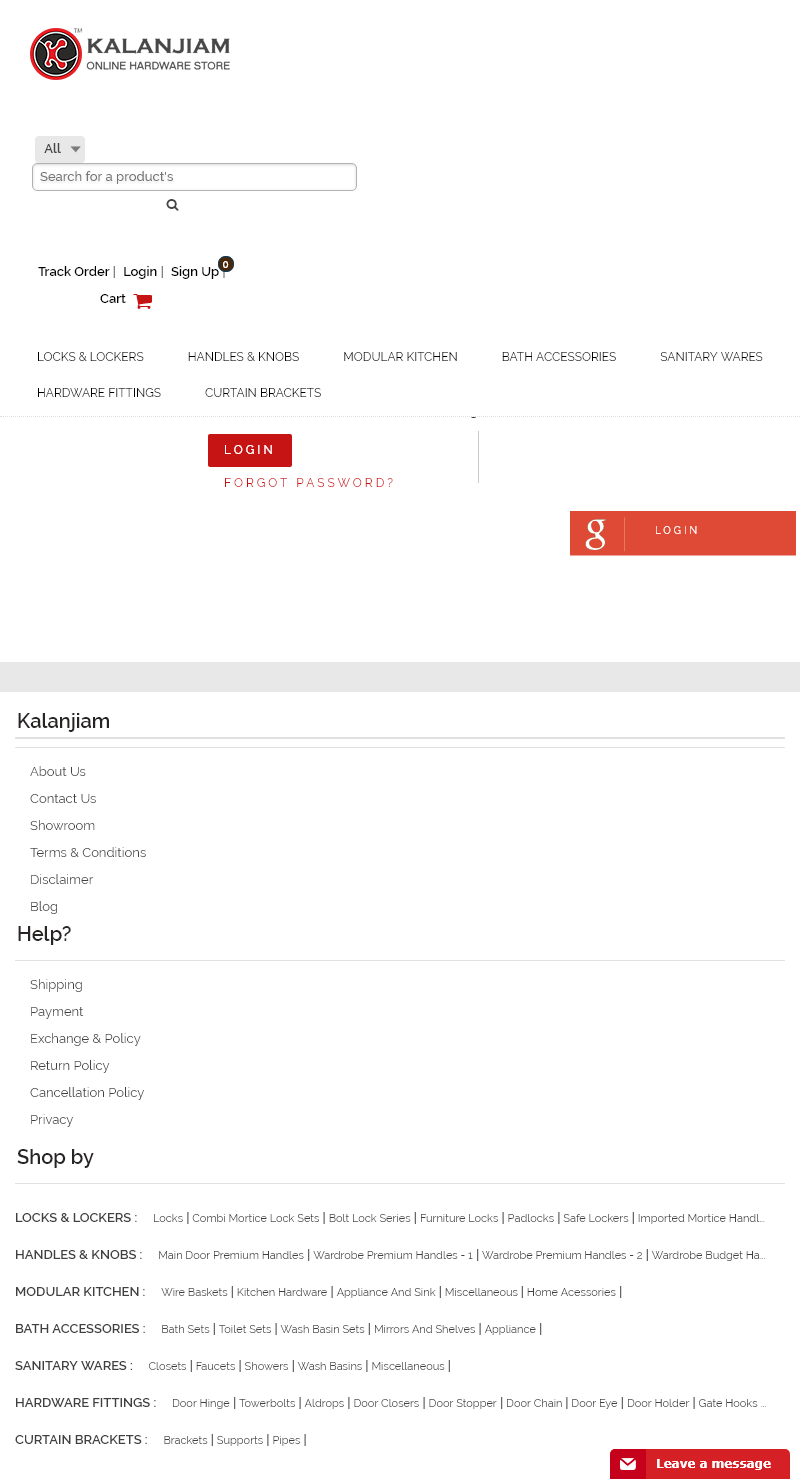 TM
KALANJIAM
ONLINE HARDWARE STORE
All
Search for a product's
0
Track Order | Login | Sign Up |
Cart
LOCKS & LOCKERS HANDLES & KNOBS MODULAR KITCHEN BATH ACCESSORIES SANITARY WARES
HARDWARE FITTINGS CURTAIN BRACKETS
LOGIN
FORGOT PASSWORD?
g LOGIN
Kalanjiam
About Us
Contact Us
Showroom
Terms & Conditions
Disclaimer
Blog
Help?
Shipping
Payment
Exchange & Policy
Return Policy
Cancellation Policy
Privacy
Shop by
LOCKS & LOCKERS : Locks | Combi Mortice Lock Sets | Bolt Lock Series | Furniture Locks | Padlocks | Safe Lockers | Imported Mortice Handl...
HANDLES & KNOBS : Main Door Premium Handles | Wardrobe Premium Handles - 1 | Wardrobe Premium Handles - 2 | Wardrobe Budget Ha...
MODULAR KITCHEN : Wire Baskets | Kitchen Hardware | Appliance And Sink | Miscellaneous | Home Acessories |
BATH ACCESSORIES : Bath Sets | Toilet Sets | Wash Basin Sets | Mirrors And Shelves | Appliance |
SANITARY WARES : Closets | Faucets | Showers | Wash Basins | Miscellaneous |
HARDWARE FITTINGS : Door Hinge | Towerbolts | Aldrops | Door Closers | Door Stopper | Door Chain | Door Eye | Door Holder | Gate Hooks ...
CURTAIN BRACKETS : Brackets | Supports | Pipes |
Leave a message